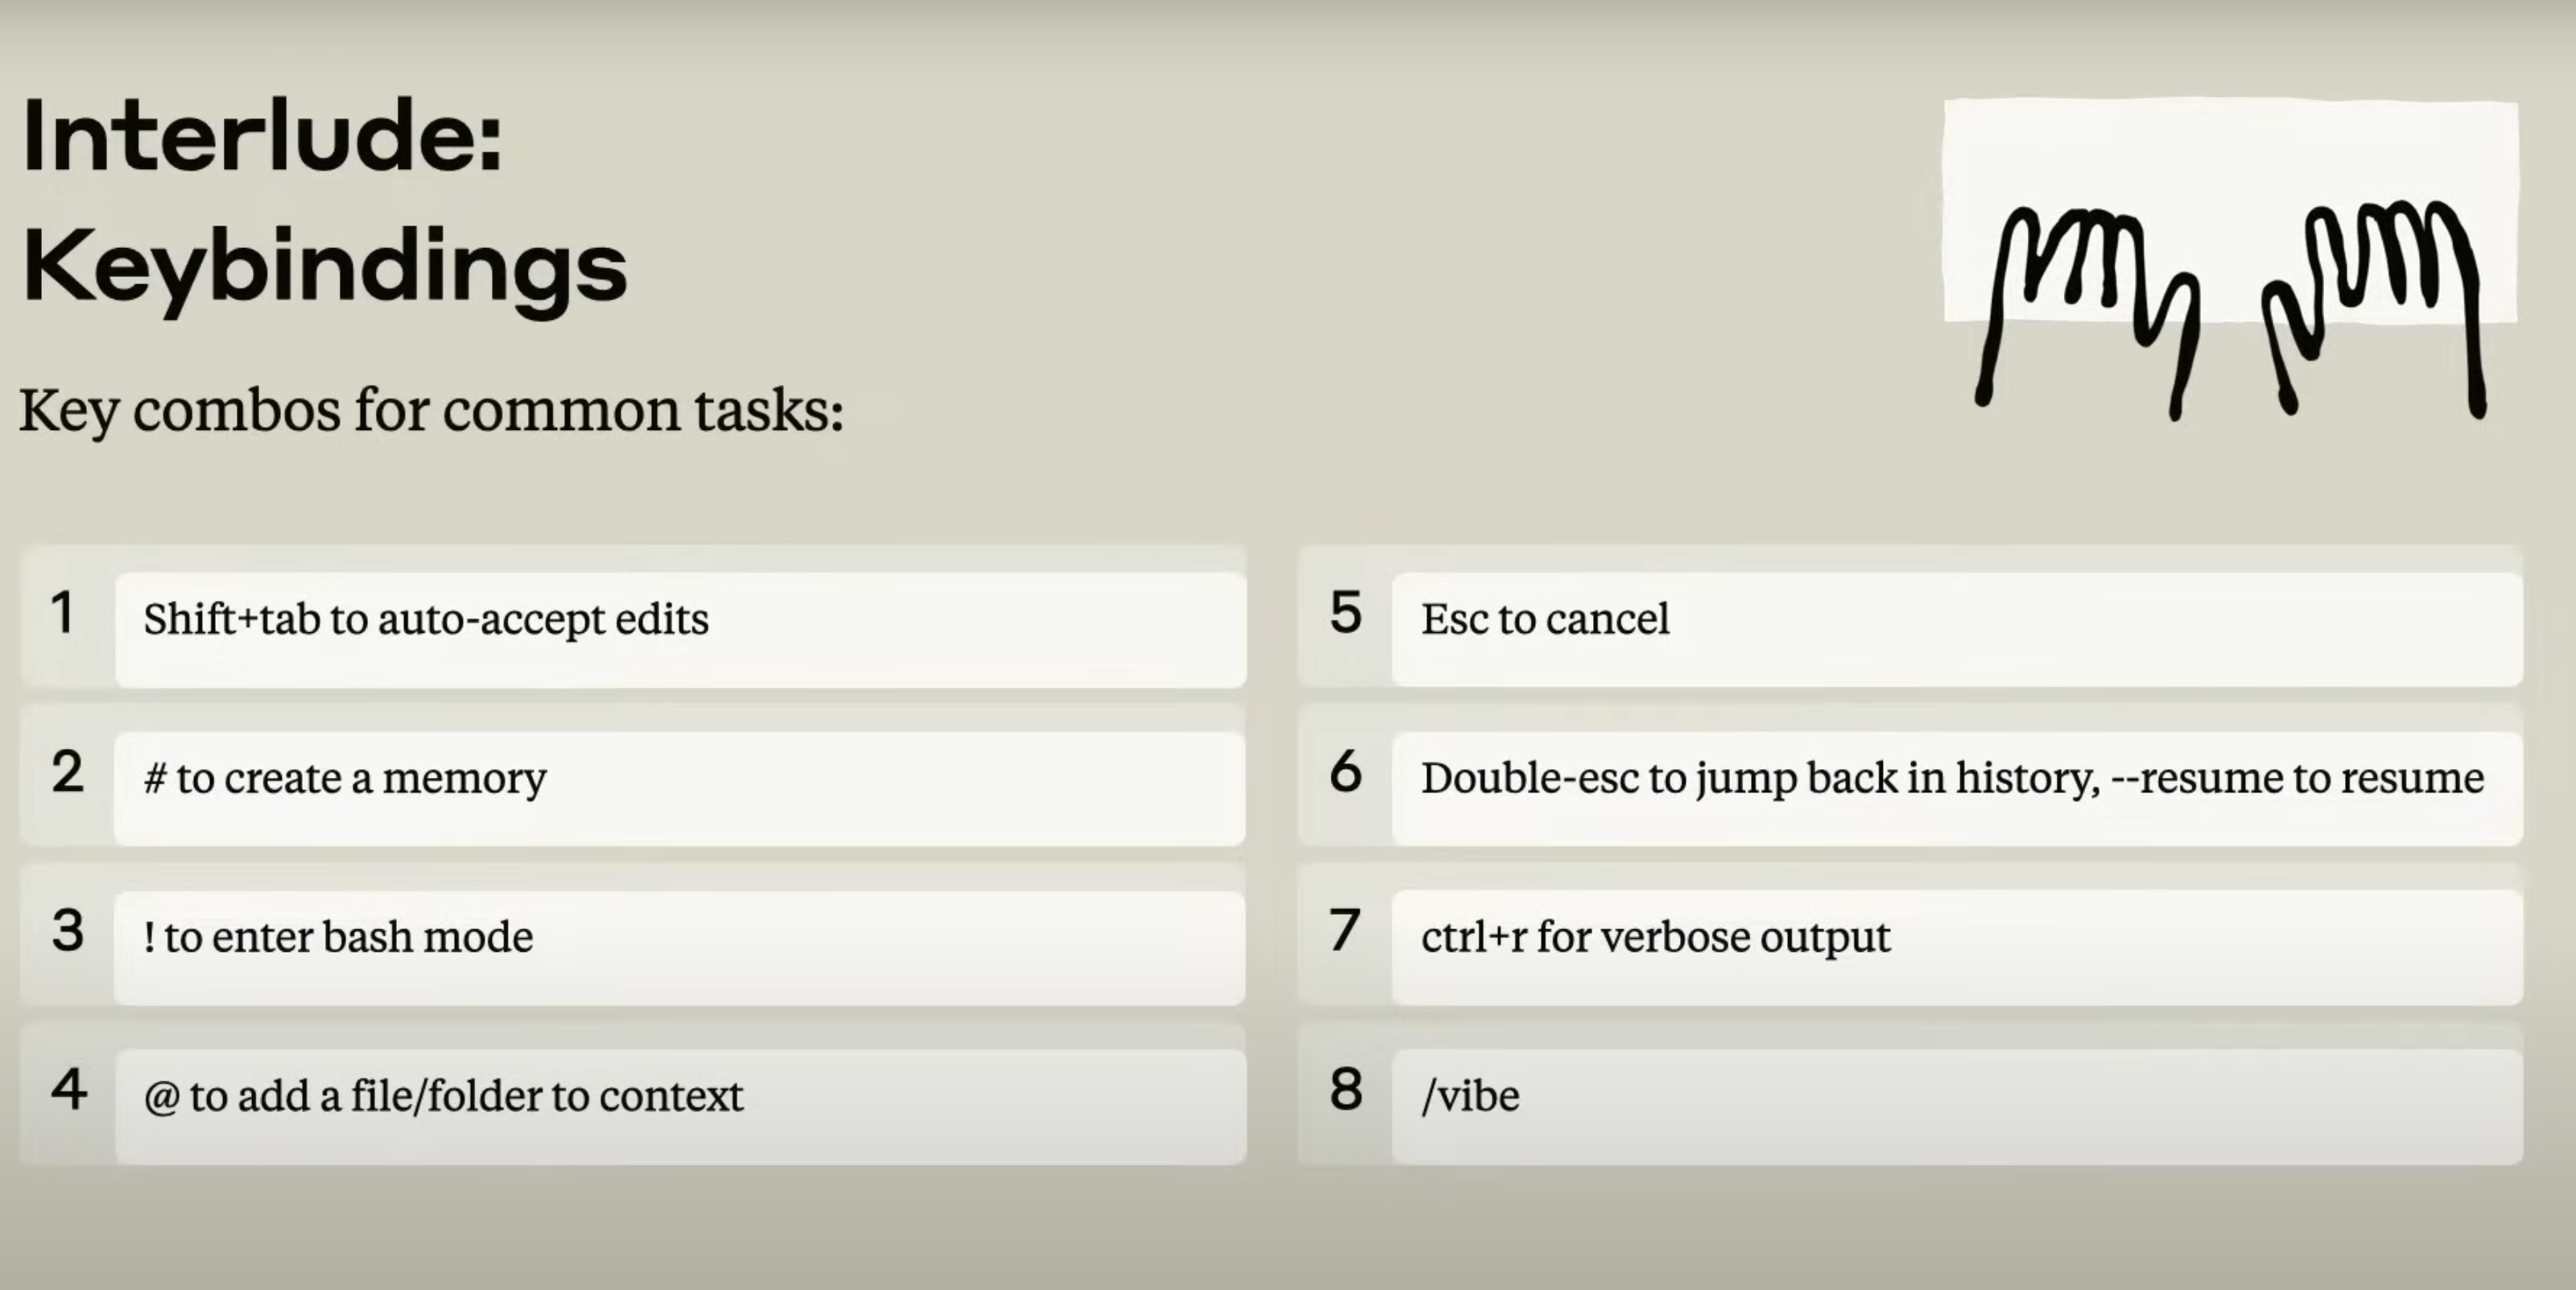 Interlude:
Keybindings
Key combos for common tasks:
1 Shift+tab to auto-accept edits
2 # to create a memory
3 ! to enter bash mode
4 @ to add a file/folder to context
5 Esc to cancel
6 Double-esc to jump back in history, --resume to resume
7 ctrl+r for verbose output
8 /vibe